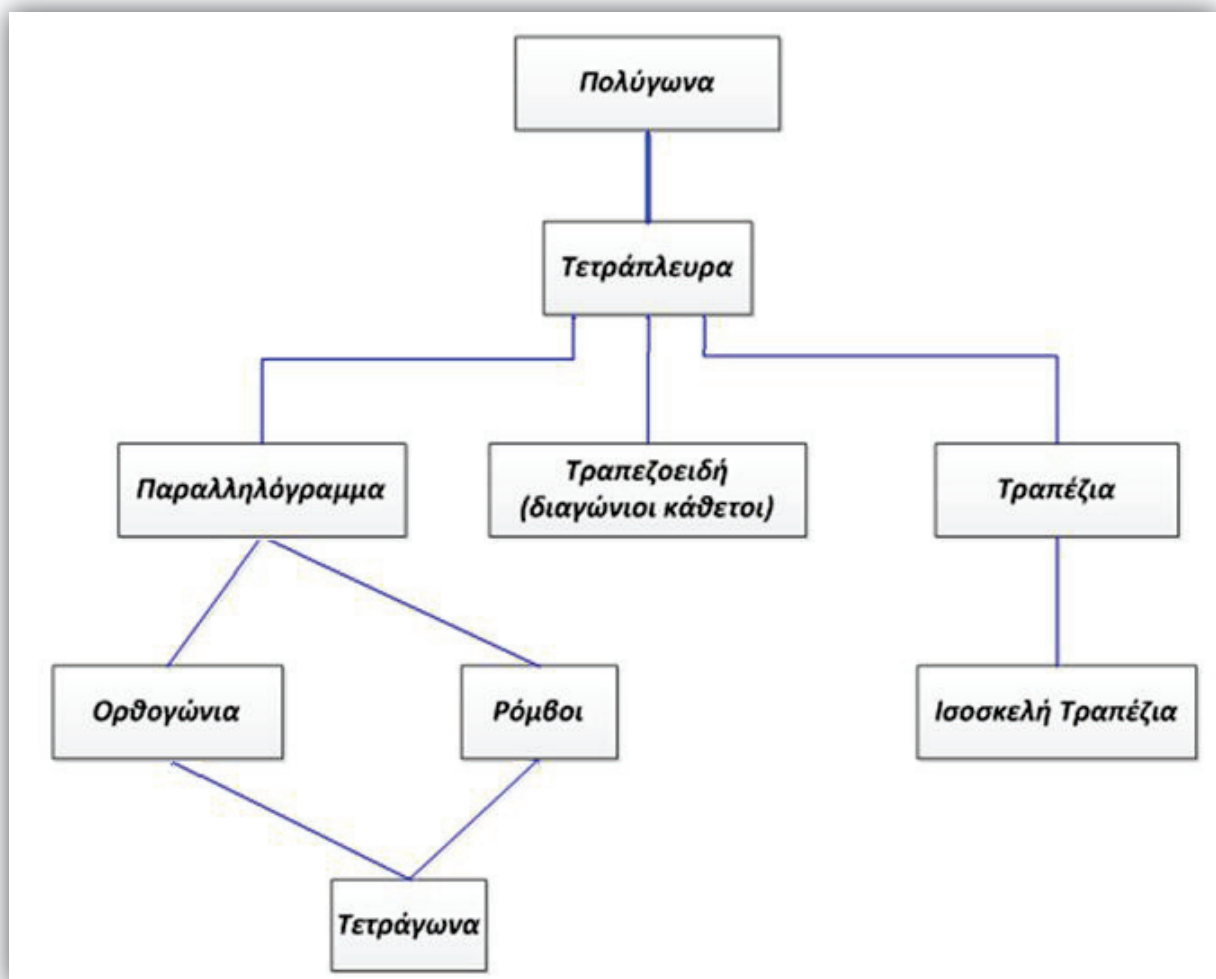 Πολύγωνα
Τετράπλευρα
Παραλληλόγραμμα
Τραπεζοειδή
(διαγώνιοι κάθετοι)
Τραπέζια
Ορθογώνια
Ρόμβοι
Ισοσκελή Τραπέζια
Τετράγωνα